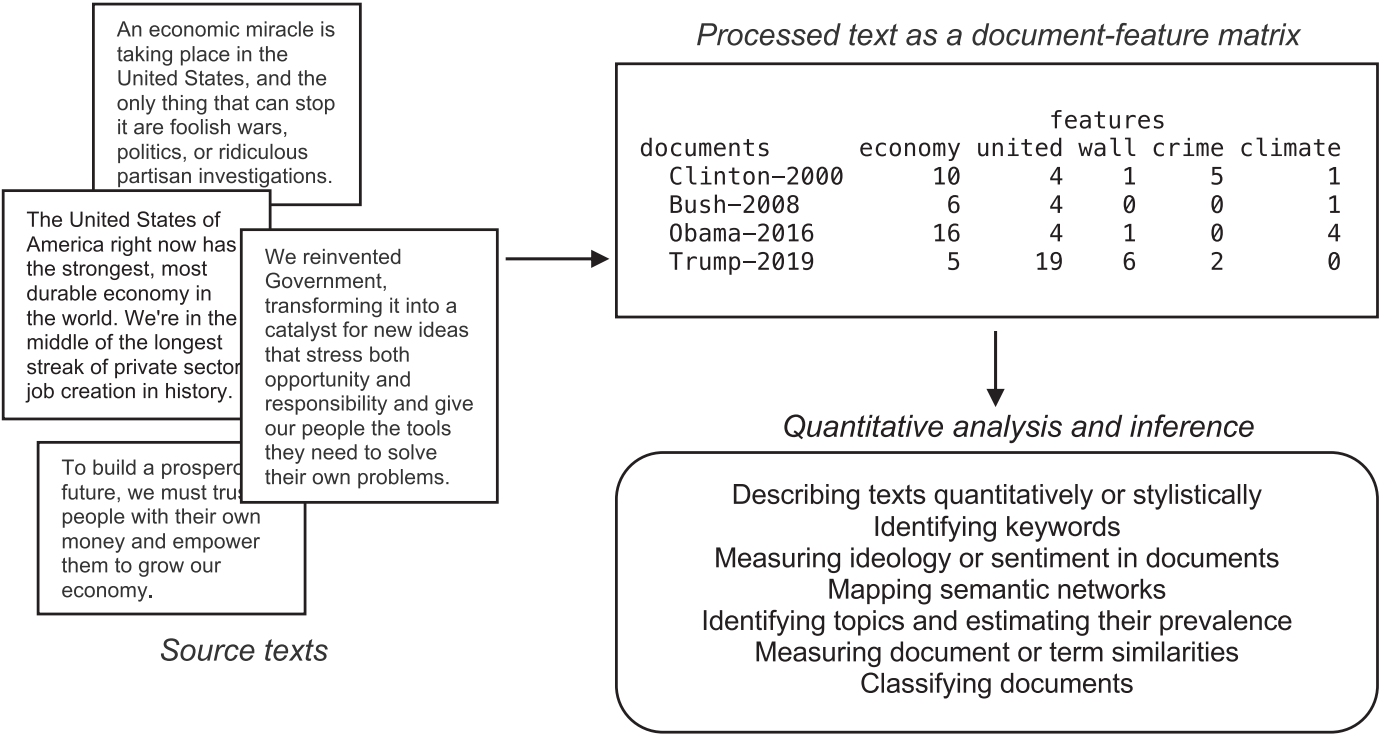 An economic miracle is
taking place in the
United States, and the
only thing that can stop
it are foolish wars,
politics, or ridiculous
partisan investigations.
The United States of
America right now has
the strongest, most
durable economy in
the world. We're in the
middle of the longest
streak of private sector
job creation in history.
We reinvented
Government,
transforming it into a
catalyst for new ideas
that stress both
opportunity and
responsibility and give
our people the tools
they need to solve
their own problems.
To build a
future, we must
people with their own
money and empower
them to grow our
economy.
Source texts
Processed text as a document-feature matrix
features
documents economy united wall crime climate
Clinton–2000 10 4 1 5 1
Bush–2008 6 4 0 0 1
Obama–2016 16 4 1 0 4
Trump–2019 5 19 6 2 0
Quantitative analysis and inference
Describing texts quantitatively or stylistically
Identifying keywords
Measuring ideology or sentiment in documents
Mapping semantic networks
Identifying topics and estimating their prevalence
Measuring document or term similarities
Classifying documents